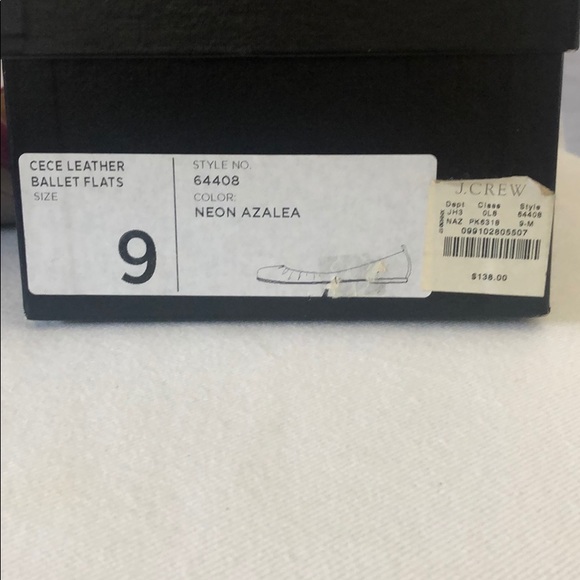 CECE LEATHER
BALLET FLATS
SIZE
9
STYLE NO.
64408
COLOR:
NEON AZALEA
J.CREW
Dept Class Style
JH3 0L8 64408
NAZ PK6318 9-M
099102805507
$138.00